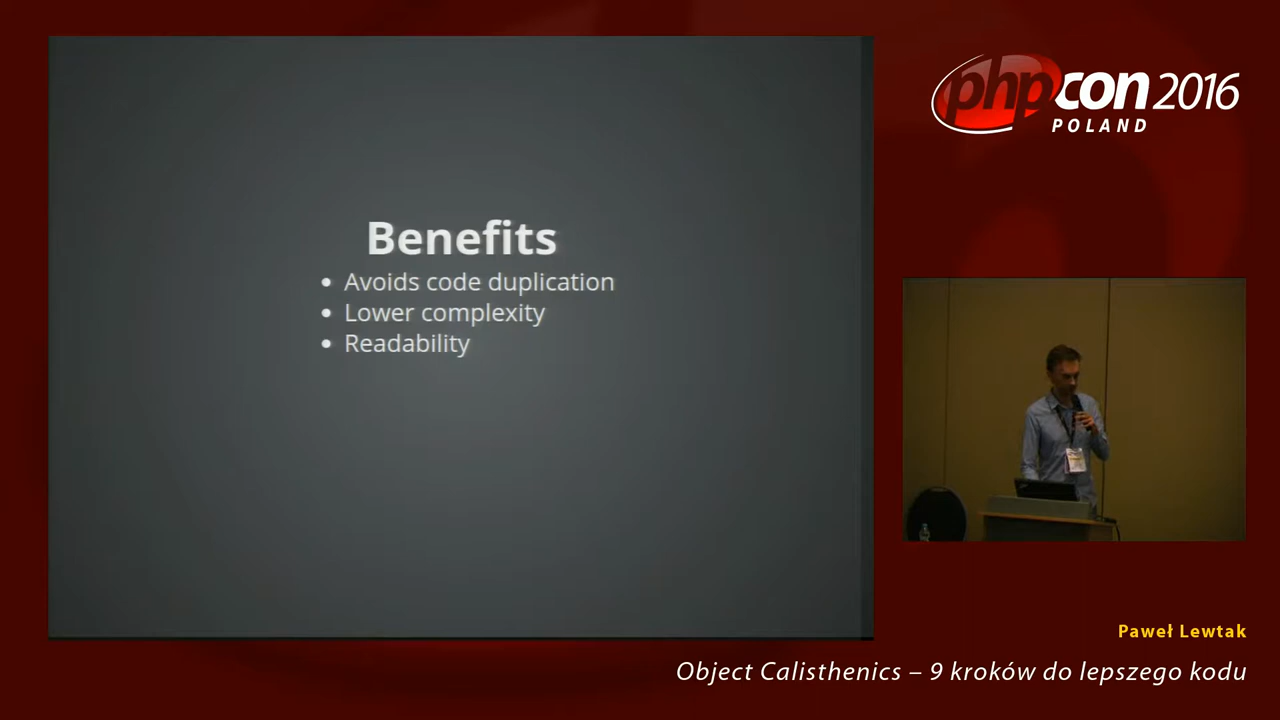 Benefits
Avoids code duplication
Lower complexity
Readability
phpcon 2016
POLAND
Paweł Lewtak
Object Calisthenics – 9 kroków do lepszego kodu